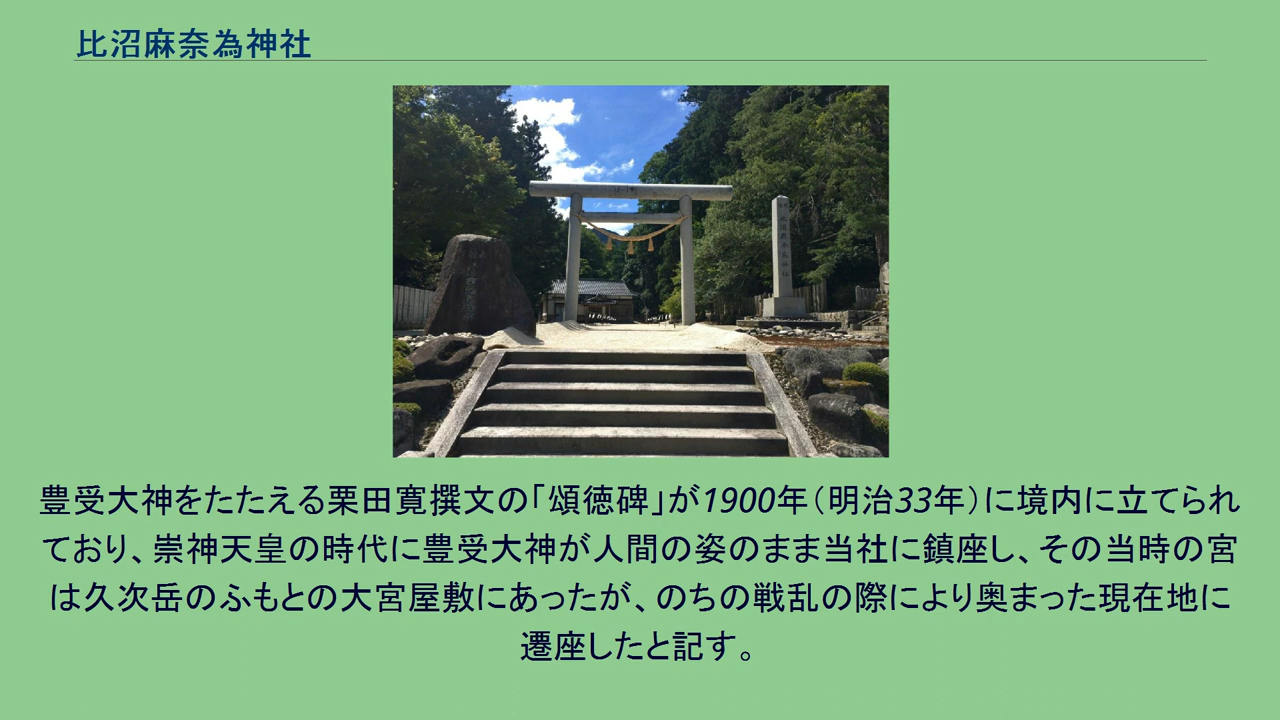 比沼麻奈為神社
豊受大神をたたえる栗田寛撰文の「頌徳碑」が1900年（明治33年）に境内に立てられ
ており、崇神天皇の時代に豊受大神が人間の姿のまま当社に鎮座し、その当時の宮
は久次岳のふもとの大宮屋敷にあったが、のちの戦乱の際により奥まった現在地に
遷座したと記す。